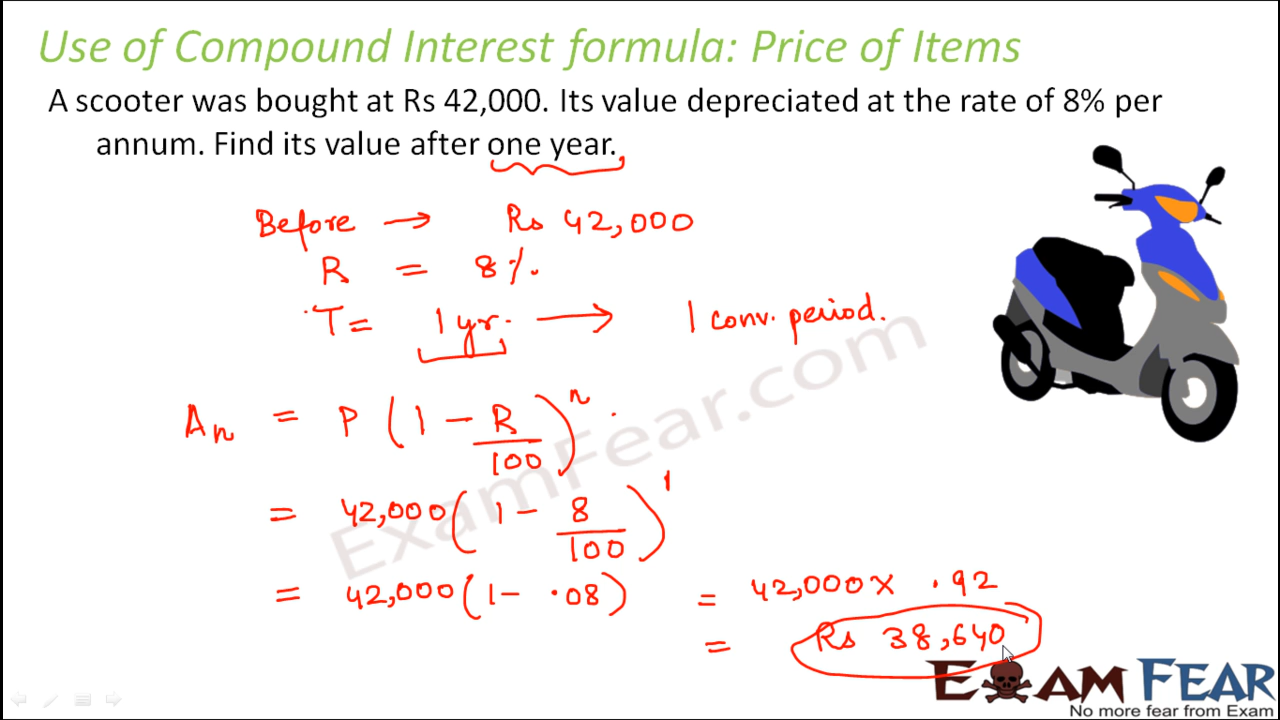 Use of Compound Interest formula: Price of Items
A scooter was bought at Rs 42,000. Its value depreciated at the rate of 8% per
annum. Find its value after one year.
Before → Rs 42,000
R = 8%.
T = 1 yr. → 1 conv. period.
An = P (1 - R/100)^n.
= 42,000 (1 - 8/100)^1
= 42,000 (1 - .08) = 42,000 x .92
= Rs 38,640
ExamFear.com
EXAM FEAR
No more fear from Exam